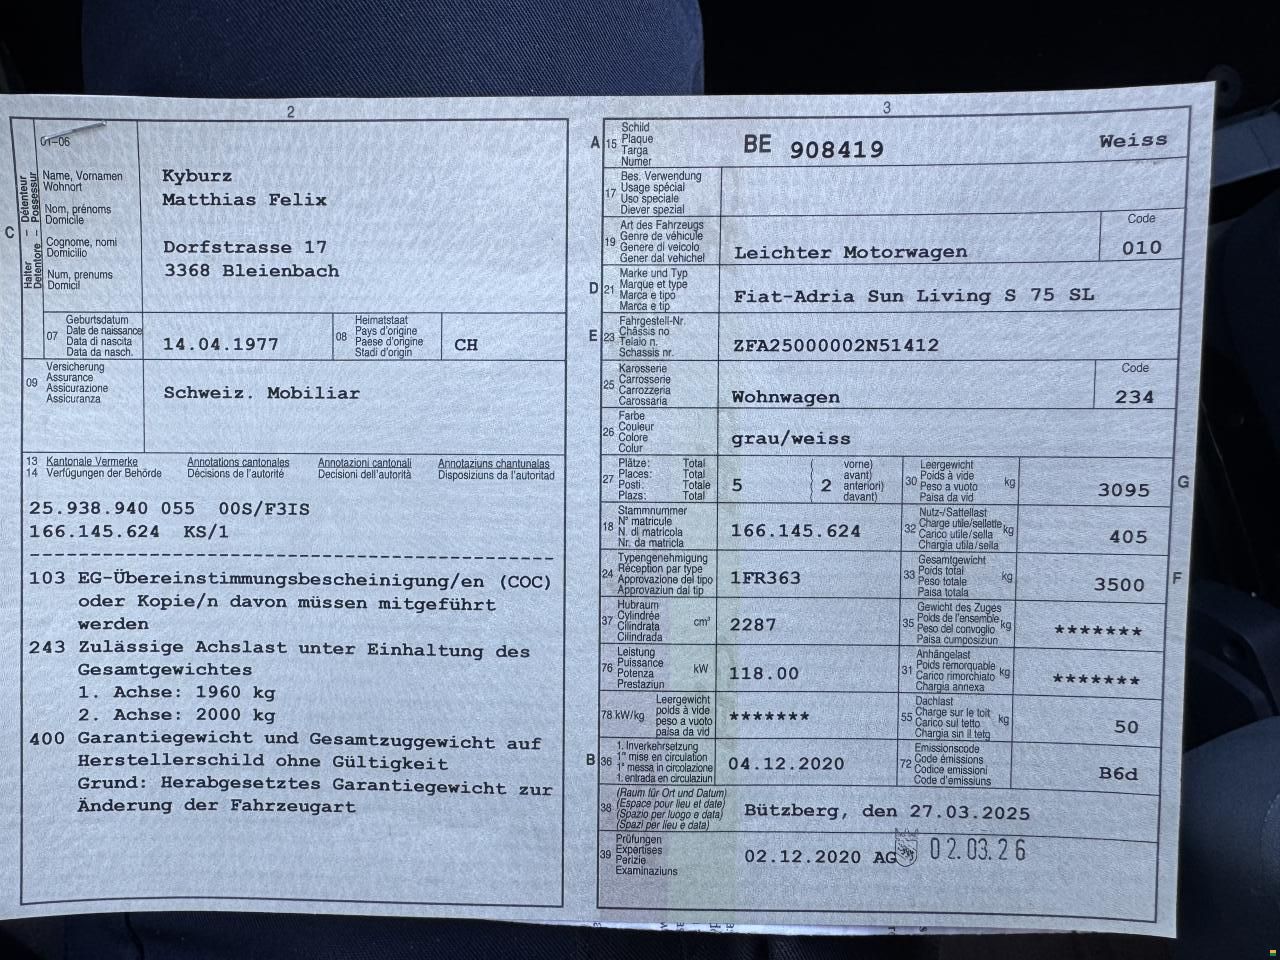 2
C
Halter – Détenteur
Detentore – Possessur
01-06
Name, Vornamen
Wohnort
Nom, prénoms
Domicile
Cognome, nomi
Domicilio
Num, prenums
Domicil
Kyburz
Matthias Felix
Dorfstrasse 17
3368 Bleienbach
07
Geburtsdatum
Date de naissance
Data di nascita
Data da nasch.
14.04.1977
08
Heimatstaat
Pays d'origine
Paese d'origine
Stadi d'origin
CH
09
Versicherung
Assurance
Assicurazione
Assicuranza
Schweiz. Mobiliar
13 Kantonale Vermerke Annotations cantonales Annotazioni cantonali Annotaziuns chantunalas
14 Verfügungen der Behörde Décisions de l'autorité Decisioni dell'autorità Disposiziuns da l'autoritad
25.938.940 055 00S/F3IS
166.145.624 KS/1
103 EG-Übereinstimmungsbescheinigung/en (COC)
oder Kopie/n davon müssen mitgeführt
werden
243 Zulässige Achslast unter Einhaltung des
Gesamtgewichtes
1. Achse: 1960 kg
2. Achse: 2000 kg
400 Garantiegewicht und Gesamtzuggewicht auf
Herstellerschild ohne Gültigkeit
Grund: Herabgesetztes Garantiegewicht zur
Änderung der Fahrzeugart
3
A 15
Schild
Plaque
Targa
Numer
BE 908419 Weiss
17
Bes. Verwendung
Usage spécial
Uso speciale
Diever spezial
19
Art des Fahrzeugs
Genre de véhicule
Genere di veicolo
Gener dal vehichel
Leichter Motorwagen
Code
010
D 21
Marke und Typ
Marque et type
Marca e tipo
Marca e tip
Fiat-Adria Sun Living S 75 SL
E 23
Fahrgestell-Nr.
Châssis no
Telaio n.
Schassis nr.
ZFA25000002N51412
25
Karosserie
Carrosserie
Carrozzeria
Carossaria
Wohnwagen
Code
234
26
Farbe
Couleur
Colore
Colur
grau/weiss
27
Plätze: Total
Places: Total
Posti: Totale
Plazs: Total
5
( vorne)
avant)
2 anteriori)
( davant)
30
Leergewicht
Poids à vide
Peso a vuoto
Paisa da vid
kg
3095
G
18
Stammnummer
N° matricule
N. di matricola
Nr. da matricla
166.145.624
32
Nutz-/Sattellast
Charge utile/sellette
Carico utile/sella
Chargia utila/sella
kg
405
24
Typengenehmigung
Réception par type
Approvazione del tipo
Approvaziun dal tip
1FR363
33
Gesamtgewicht
Poids total
Peso totale
Paisa totala
kg
3500
F
37
Hubraum
Cylindrée
Cilindrata
Cilindrada
cm³
2287
35
Gewicht des Zuges
Poids de l'ensemble
Peso del convoglio
Paisa cumposiziun
kg
*******
76
Leistung
Puissance
Potenza
Prestaziun
kW
118.00
31
Anhängelast
Poids remorquable
Carico rimorchiato
Chargia annexa
kg
*******
78 kW/kg
Leergewicht
poids à vide
peso a vuoto
paisa da vid
*******
55
Dachlast
Charge sur le toit
Carico sul tetto
Chargia sin il tetg
kg
50
B 36
1. Inverkehrsetzung
1re mise en circulation
1a messa in circolazione
1. entrada en circulaziun
04.12.2020
72
Emissionscode
Code émissions
Codice emissioni
Code d'emissiuns
B6d
38
(Raum für Ort und Datum)
(Espace pour lieu et date)
(Spazio per luogo e data)
(Spazi per lieu e data)
Bützberg, den 27.03.2025
39
Prüfungen
Expertises
Perizie
Examinaziuns
02.12.2020 AG
02.03.26